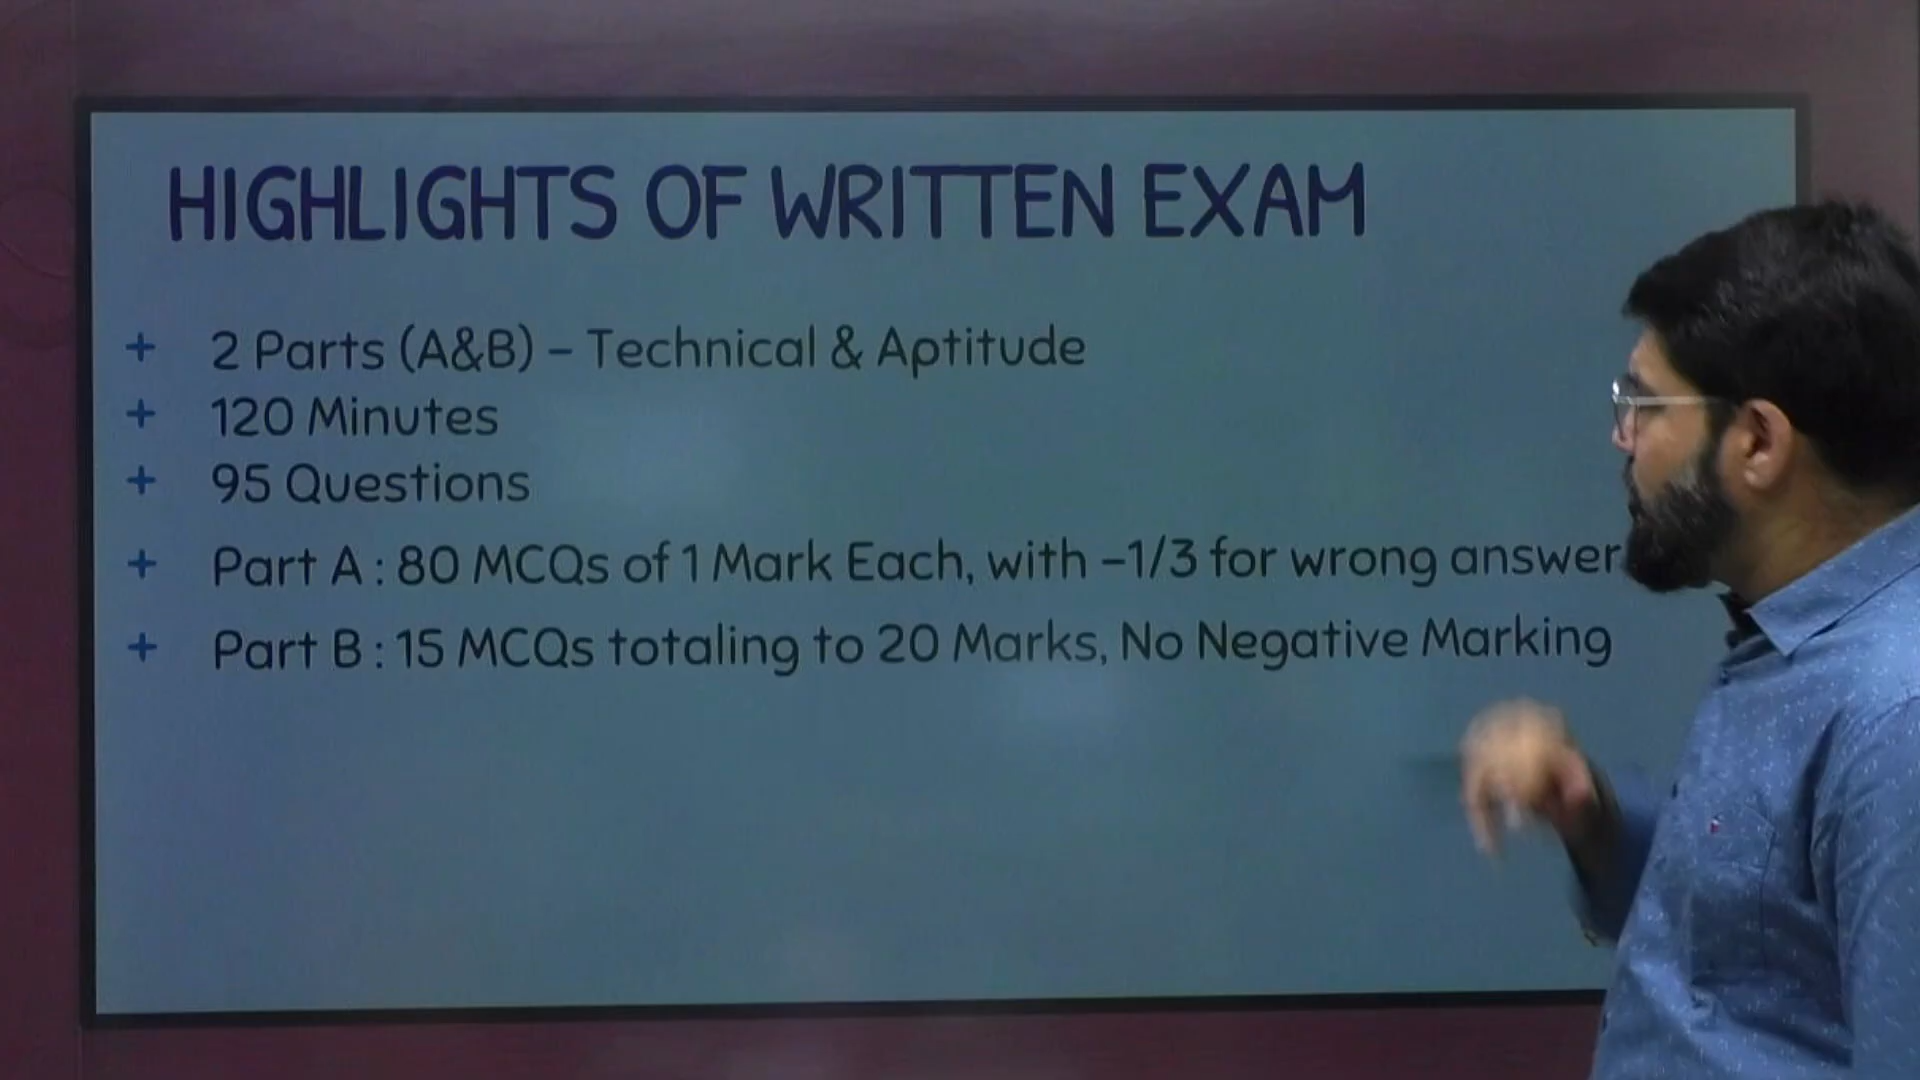 HIGHLIGHTS OF WRITTEN EXAM
+ 2 Parts (A&B) – Technical & Aptitude
+ 120 Minutes
+ 95 Questions
+ Part A : 80 MCQs of 1 Mark Each, with -1/3 for wrong answer
+ Part B : 15 MCQs totaling to 20 Marks, No Negative Marking